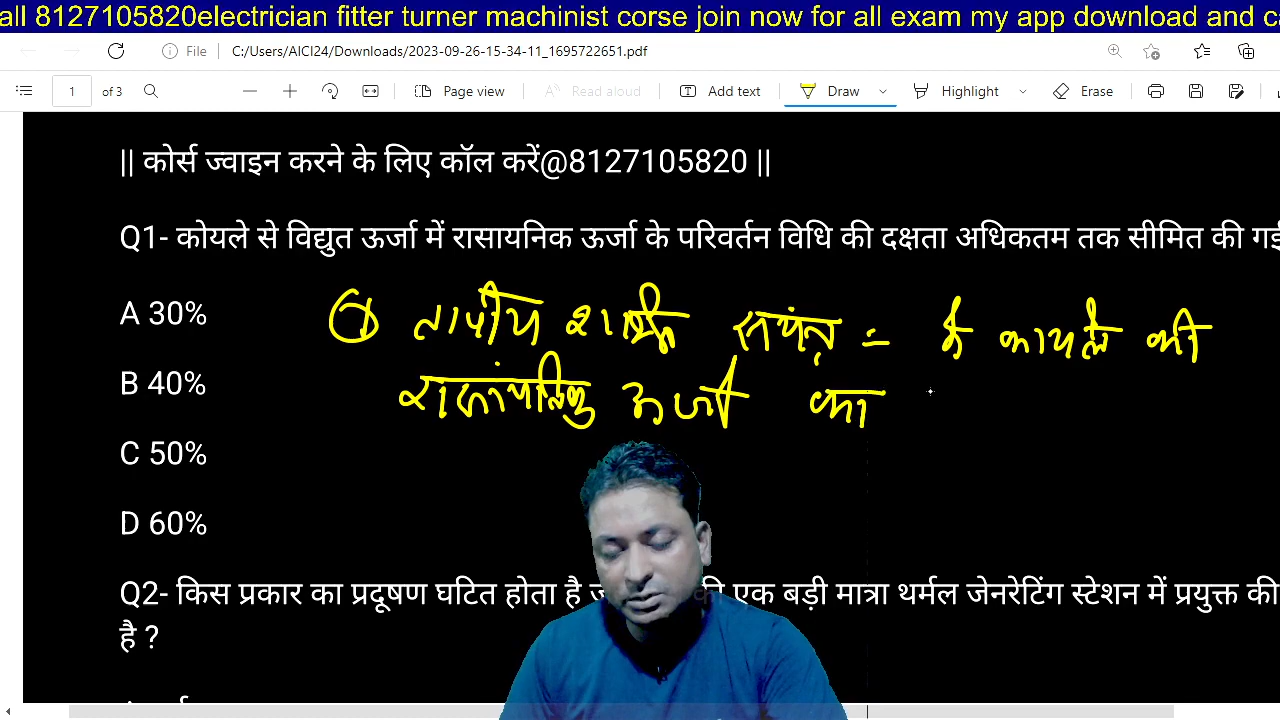 all 8127105820electrician fitter turner machinist corse join now for all exam my app download and ca
File C:/Users/AICI24/Downloads/2023-09-26-15-34-11_1695722651.pdf
1 of 3 Page view Read aloud Add text Draw Highlight Erase
|| कोर्स ज्वाइन करने के लिए कॉल करें@8127105820 ||
Q1- कोयले से विद्युत ऊर्जा में रासायनिक ऊर्जा के परिवर्तन विधि की दक्षता अधिकतम तक सीमित की गई
A 30%
तापीय शक्ति सयंत्र = में कोयले की
B 40%
ऊर्जा का
C 50%
D 60%
Q2- किस प्रकार का प्रदूषण घटित होता है की एक बड़ी मात्रा थर्मल जेनरेटिंग स्टेशन में प्रयुक्त की
है ?